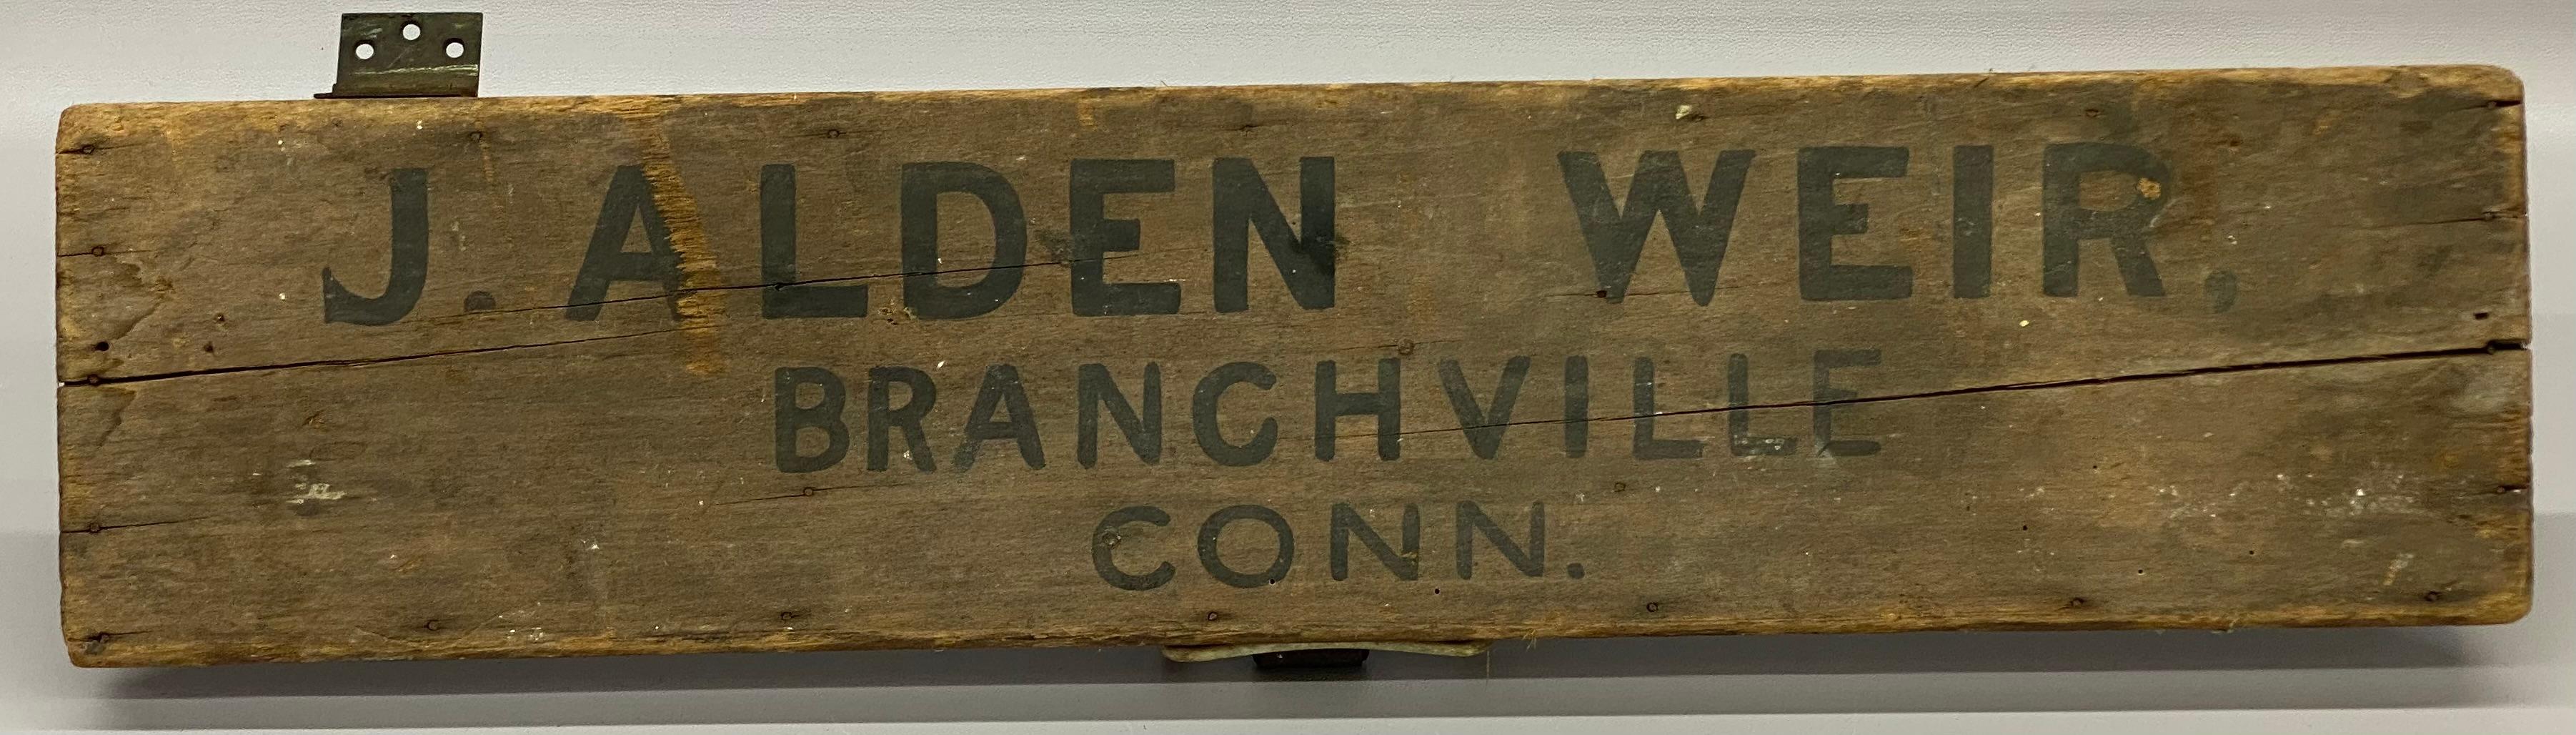 J. ALDEN WEIR,
BRANCHVILLE
CONN.